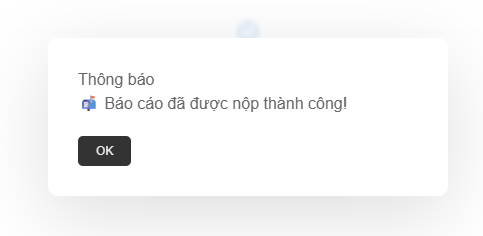 Thông báo
📬 Báo cáo đã được nộp thành công!
OK